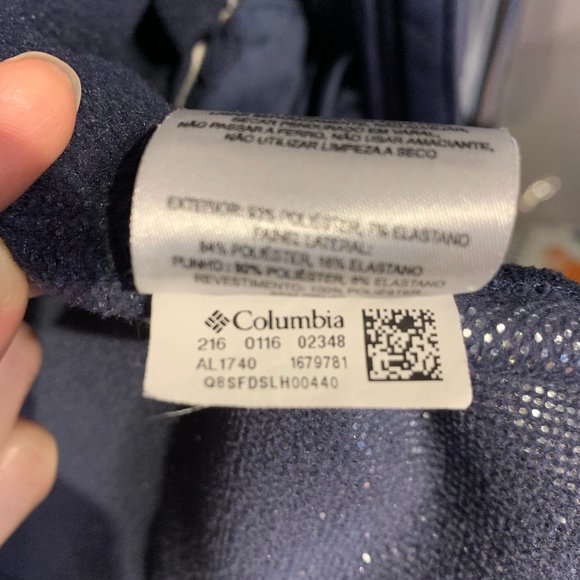 NÃO PASSAR A FERRO, NÃO USAR AMACIANTE,
NÃO UTILIZAR LIMPEZA A SECO
EXTERIOR: 93% POLIÉSTER, 7% ELASTANO
PAINEL LATERAL:
84% POLIÉSTER, 16% ELASTANO
PUNHO: 92% POLIÉSTER, 8% ELASTANO
REVESTIMENTO: 100% POLIÉSTER
Columbia
216 0116 02348
AL1740 1679781
Q8SFDSLH00440